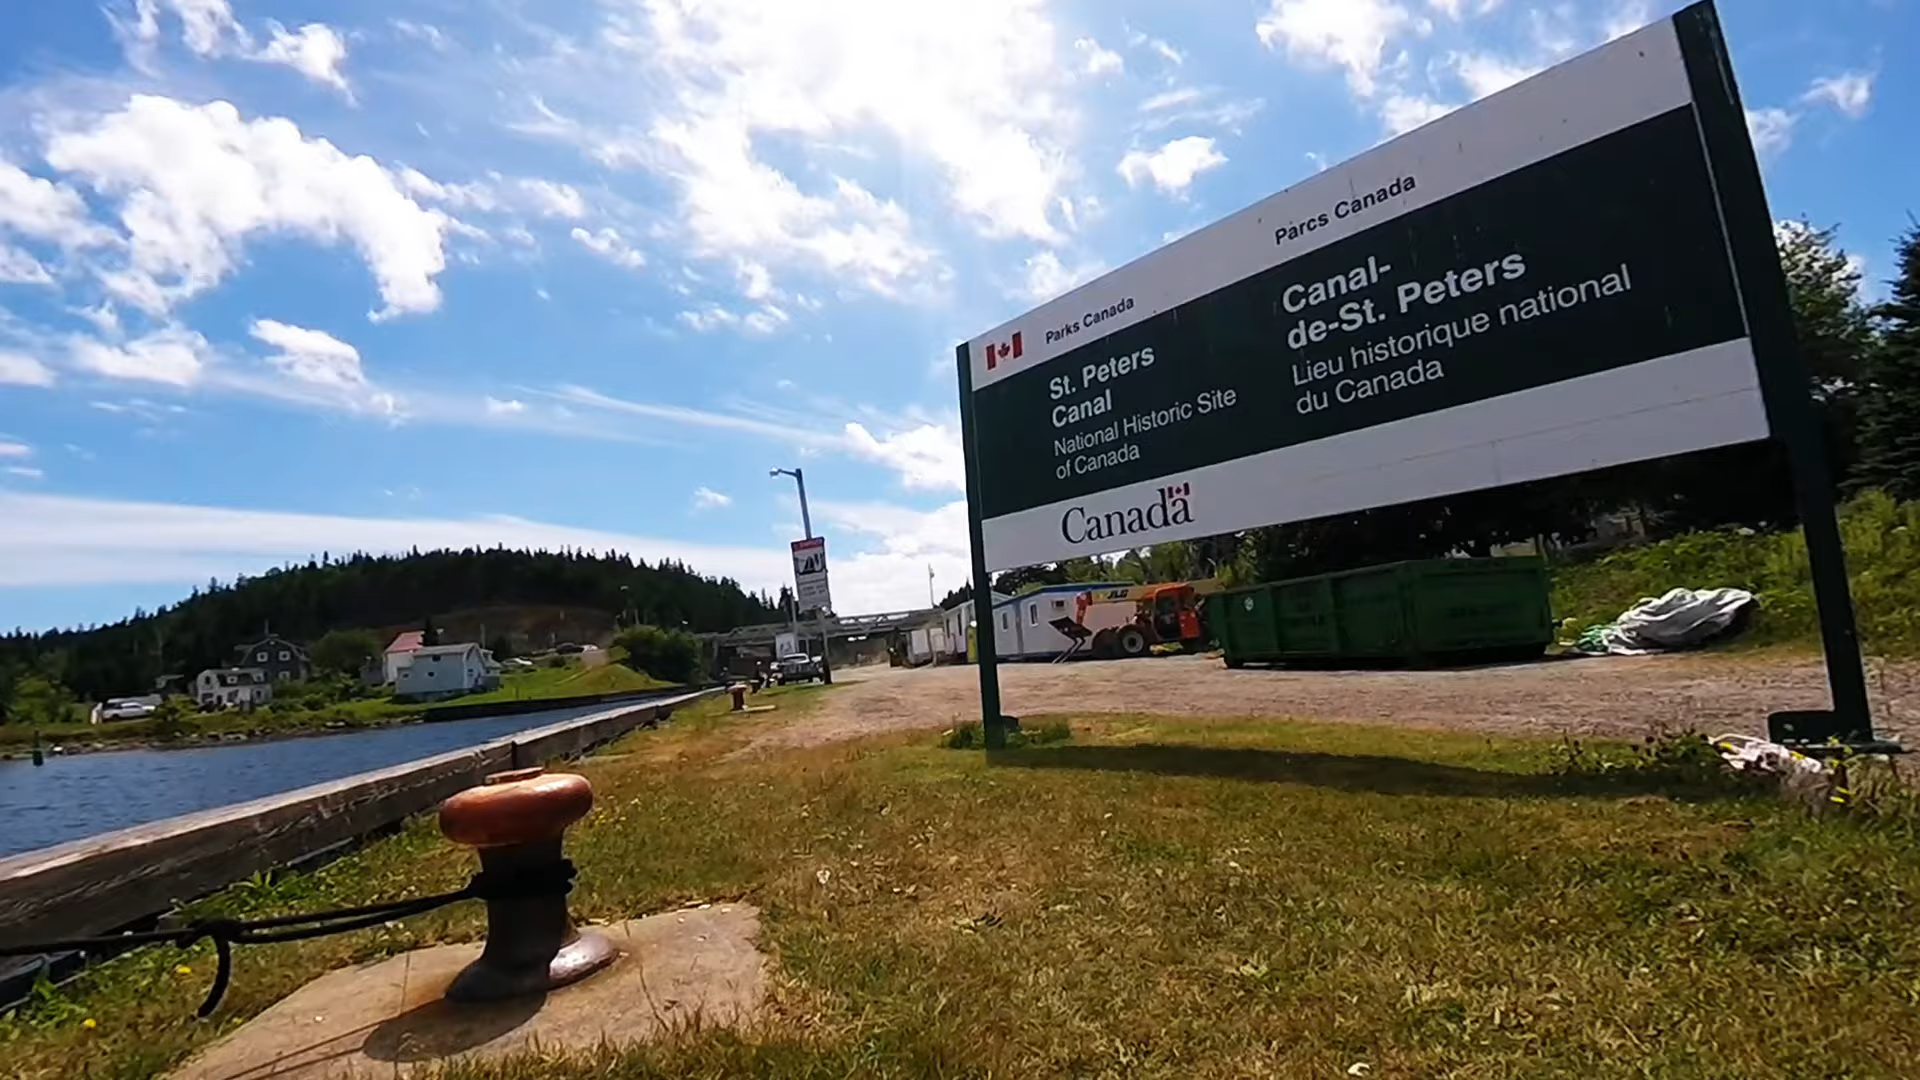 Parks Canada
Parcs Canada
St. Peters
Canal
National Historic Site
of Canada
Canal-
de-St. Peters
Lieu historique national
du Canada
Canada
JLG